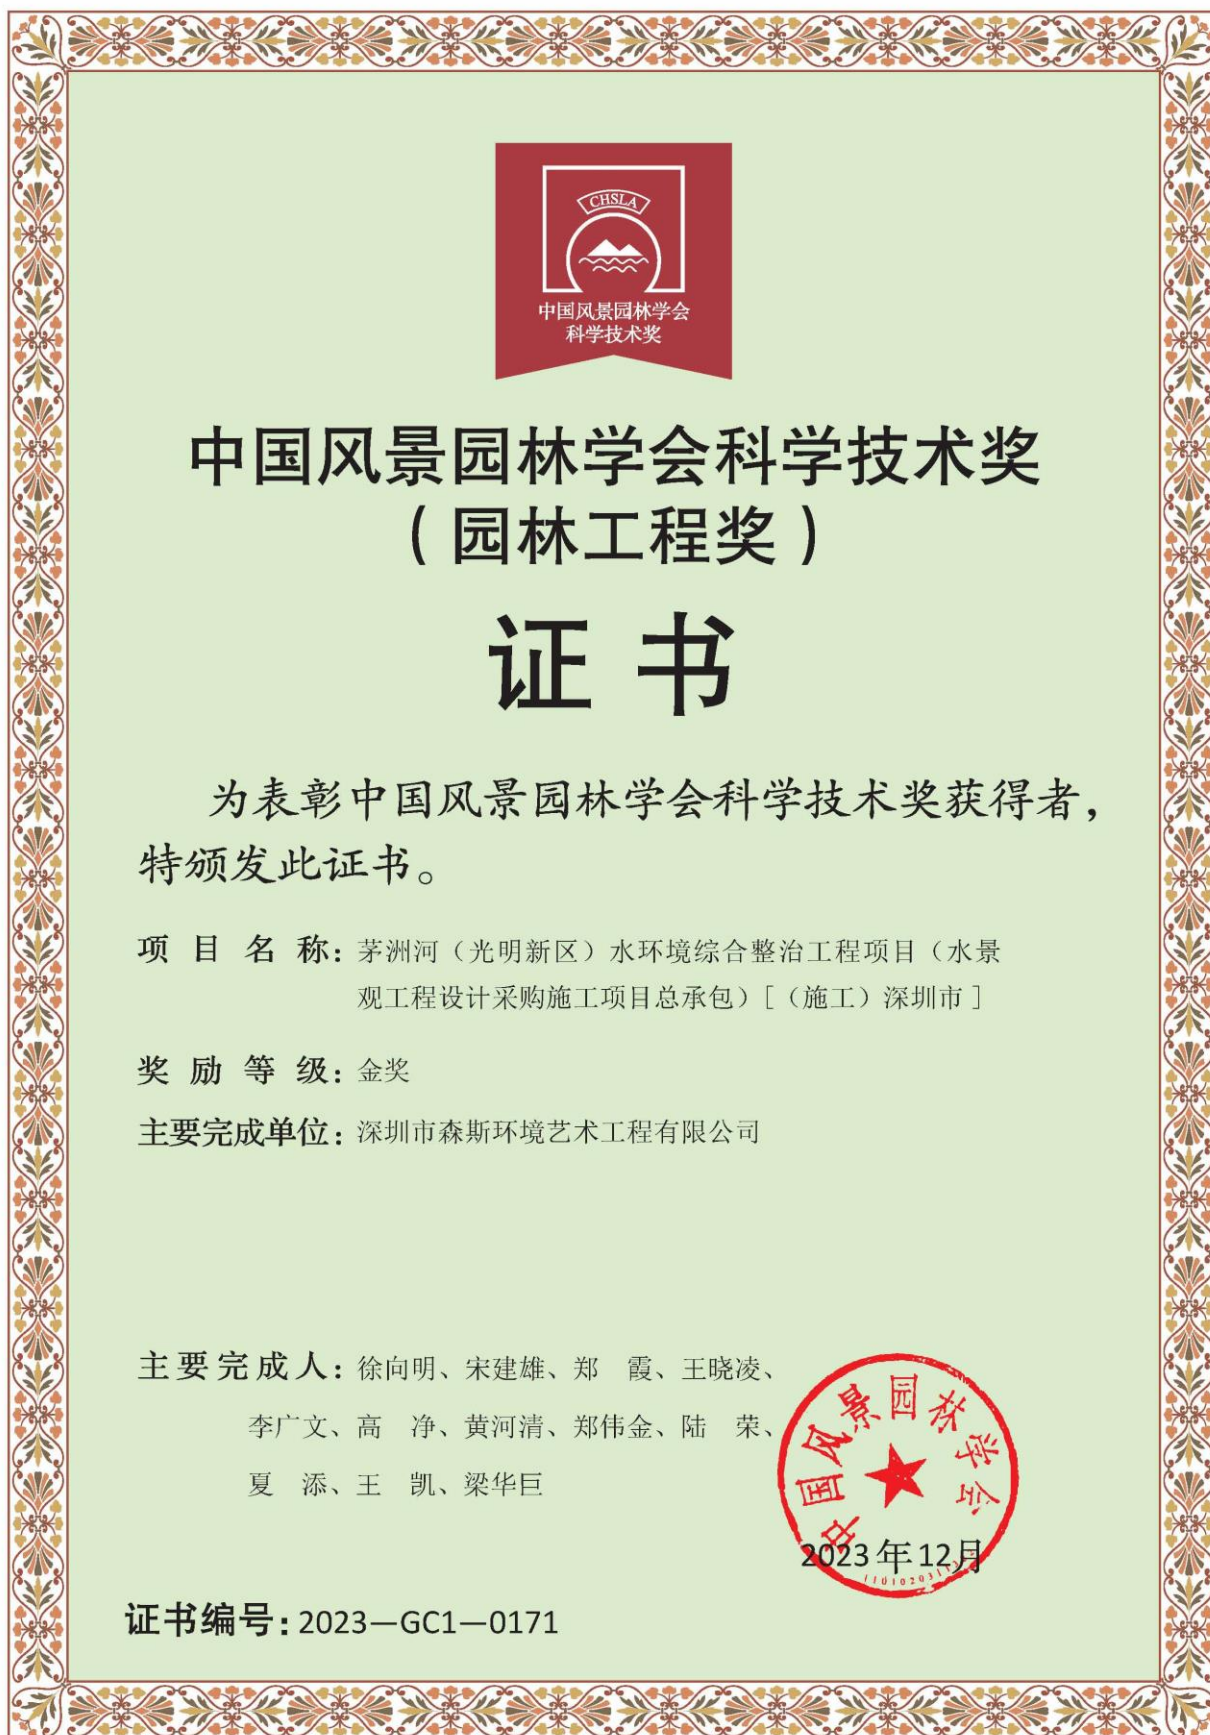 CHSLA
中国风景园林学会
科学技术奖
中国风景园林学会科学技术奖
（园林工程奖）
证书
为表彰中国风景园林学会科学技术奖获得者，
特颁发此证书。
项目名称：茅洲河（光明新区）水环境综合整治工程项目（水景
观工程设计采购施工项目总承包）[（施工）深圳市]
奖励等级：金奖
主要完成单位：深圳市森斯环境艺术工程有限公司
主要完成人：徐向明、宋建雄、郑　霞、王晓凌、
李广文、高　净、黄河清、郑伟金、陆　荣、
夏　添、王　凯、梁华巨
中国风景园林学会
2023年12月
证书编号：2023—GC1—0171